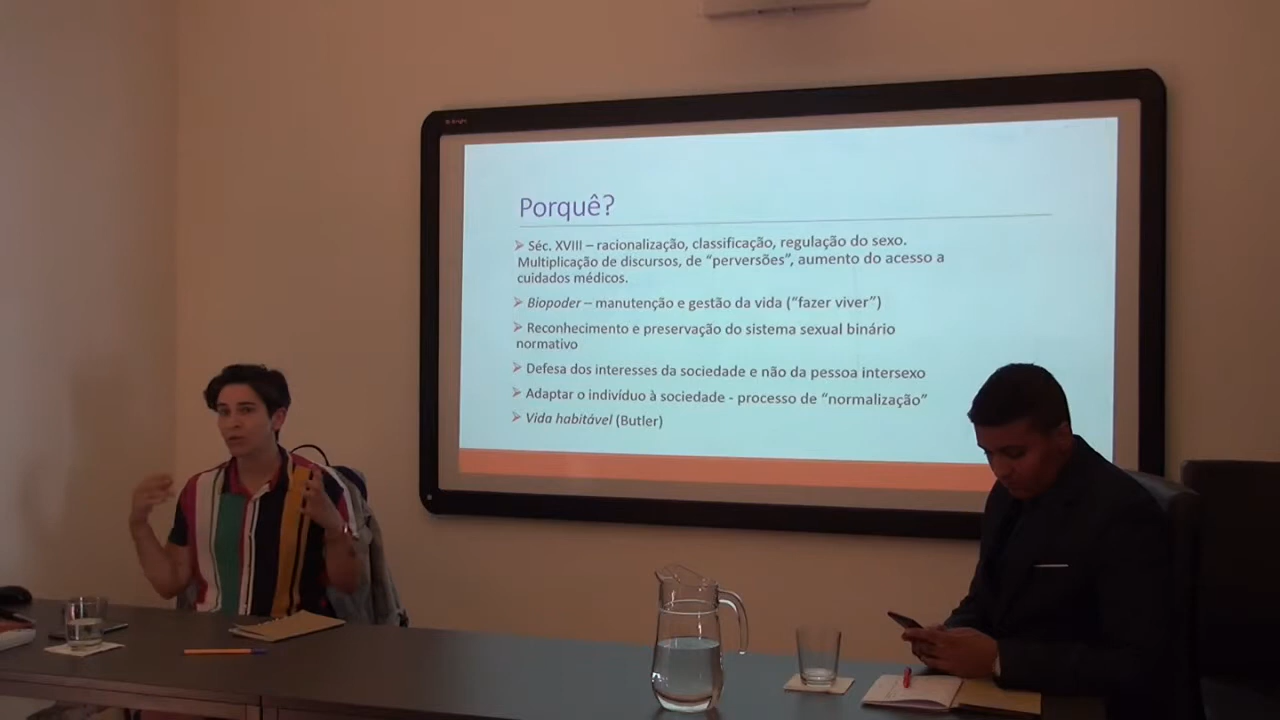 Porquê?
Séc. XVIII – racionalização, classificação, regulação do sexo.
Multiplicação de discursos, de “perversões”, aumento do acesso a
cuidados médicos.
Biopoder – manutenção e gestão da vida (“fazer viver”)
Reconhecimento e preservação do sistema sexual binário
normativo
Defesa dos interesses da sociedade e não da pessoa intersexo
Adaptar o indivíduo à sociedade - processo de “normalização”
Vida habitável (Butler)